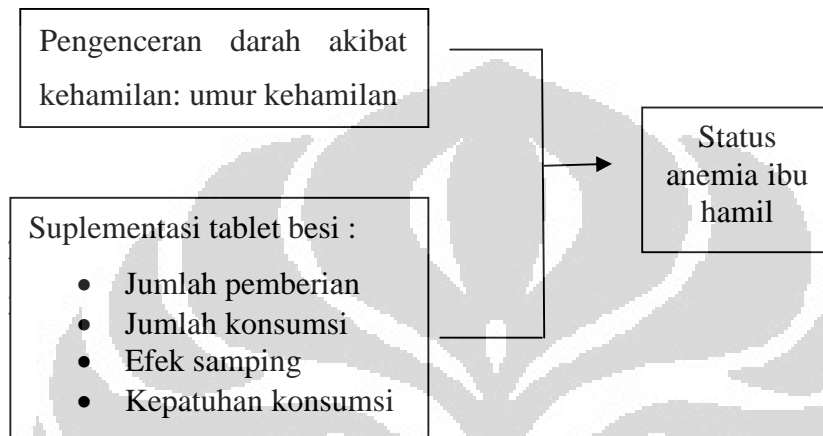 Pengenceran darah akibat
kehamilan: umur kehamilan
Status
anemia ibu
hamil
Suplementasi tablet besi :
• Jumlah pemberian
• Jumlah konsumsi
• Efek samping
• Kepatuhan konsumsi